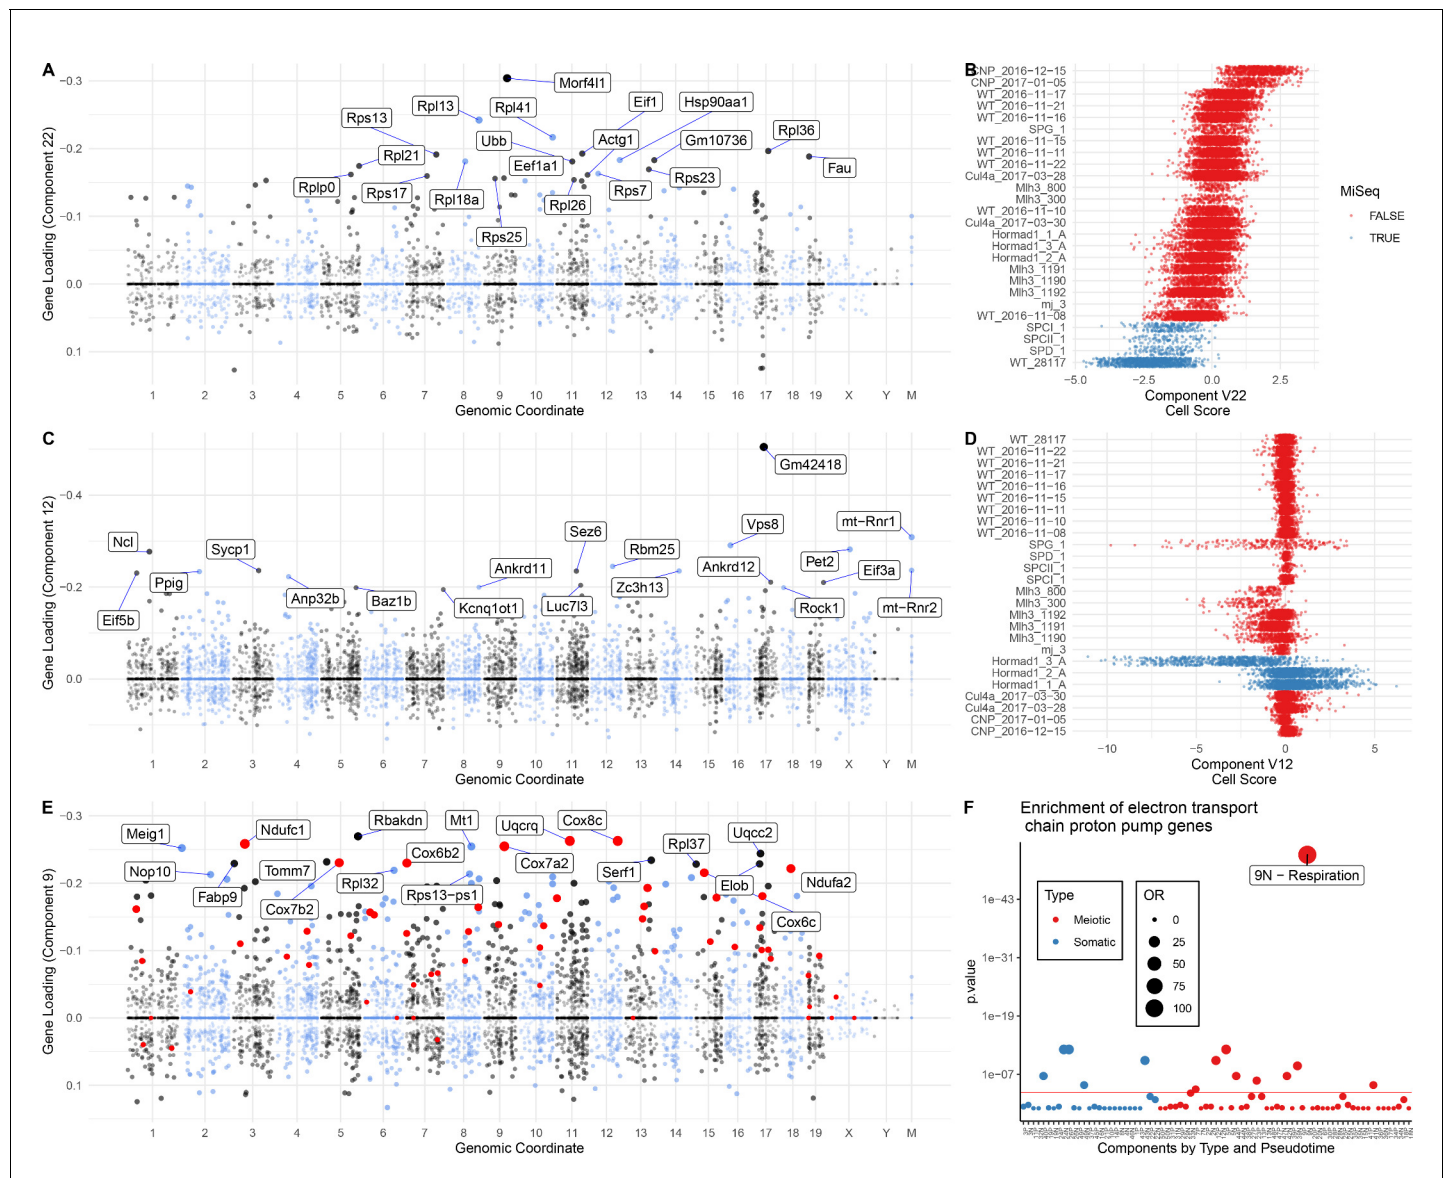 A
Gene Loading (Component 22)
−0.3
−0.2
−0.1
0.0
0.1
Morf4l1
Rpl13
Rpl41
Eif1
Hsp90aa1
Rps13
Ubb
Actg1
Gm10736
Rpl36
Rpl21
Eef1a1
Fau
Rplp0
Rps17
Rpl18a
Rps7
Rps23
Rpl26
Rps25
1 2 3 4 5 6 7 8 9 10 11 12 13 14 15 16 17 18 19 X Y M
Genomic Coordinate
B
CNP_2016−12−15
CNP_2017−01−05
WT_2016−11−17
WT_2016−11−21
WT_2016−11−16
SPG_1
WT_2016−11−15
WT_2016−11−11
WT_2016−11−22
Cul4a_2017−03−28
Mlh3_800
Mlh3_300
WT_2016−11−10
Cul4a_2017−03−30
Hormad1_1_A
Hormad1_3_A
Hormad1_2_A
Mlh3_1191
Mlh3_1190
Mlh3_1192
mj_3
WT_2016−11−08
SPCI_1
SPCII_1
SPD_1
WT_28117
−5.0 −2.5 0.0 2.5
Component V22
Cell Score
MiSeq
FALSE
TRUE
C
Gene Loading (Component 12)
−0.4
−0.2
0.0
Gm42418
Ncl
Sycp1
Sez6
Vps8
mt−Rnr1
Ppig
Rbm25
Ankrd11
Ankrd12
Pet2
Eif3a
Anp32b
Baz1b
Zc3h13
Eif5b
Kcnq1ot1
Luc7l3
Rock1
mt−Rnr2
1 2 3 4 5 6 7 8 9 10 11 12 13 14 15 16 17 18 19 X Y M
Genomic Coordinate
D
WT_28117
WT_2016−11−22
WT_2016−11−21
WT_2016−11−17
WT_2016−11−16
WT_2016−11−15
WT_2016−11−11
WT_2016−11−10
WT_2016−11−08
SPG_1
SPD_1
SPCII_1
SPCI_1
Mlh3_800
Mlh3_300
Mlh3_1192
Mlh3_1191
Mlh3_1190
mj_3
Hormad1_3_A
Hormad1_2_A
Hormad1_1_A
Cul4a_2017−03−30
Cul4a_2017−03−28
CNP_2017−01−05
CNP_2016−12−15
−10 −5 0 5
Component V12
Cell Score
E
Gene Loading (Component 9)
−0.3
−0.2
−0.1
0.0
0.1
Meig1
Ndufc1
Rbakdn
Mt1
Uqcrq
Cox8c
Uqcc2
Nop10
Tomm7
Cox6b2
Cox7a2
Serf1
Rpl37
Fabp9
Rpl32
Rps13−ps1
Elob
Ndufa2
Cox7b2
Cox6c
1 2 3 4 5 6 7 8 9 10 11 12 13 14 15 16 17 18 19 X Y M
Genomic Coordinate
F
Enrichment of electron transport
chain proton pump genes
p.value
1e−43
1e−31
1e−19
1e−07
9N − Respiration
Type
Meiotic
Somatic
OR
0
25
50
75
100
Components by Type and Pseudotime